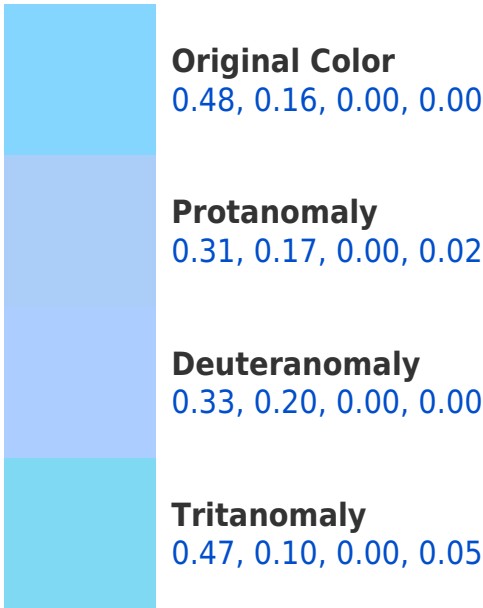 Original Color
0.48, 0.16, 0.00, 0.00
Protanomaly
0.31, 0.17, 0.00, 0.02
Deuteranomaly
0.33, 0.20, 0.00, 0.00
Tritanomaly
0.47, 0.10, 0.00, 0.05